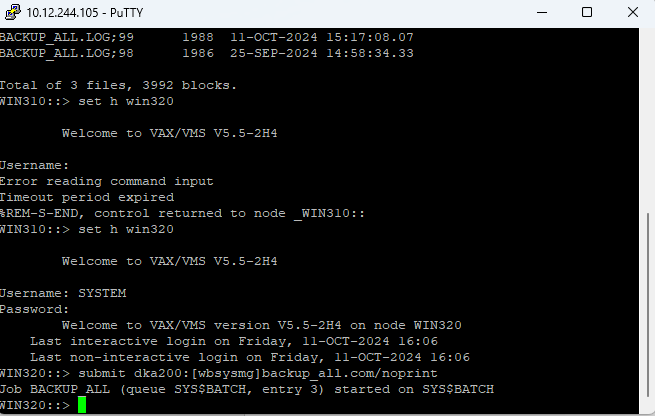 10.12.244.105 - PuTTY
BACKUP_ALL.LOG;99 1988 11-OCT-2024 15:17:08.07
BACKUP_ALL.LOG;98 1986 25-SEP-2024 14:58:34.33
Total of 3 files, 3992 blocks.
WIN310::> set h win320
Welcome to VAX/VMS V5.5-2H4
Username:
Error reading command input
Timeout period expired
%REM-S-END, control returned to node _WIN310::
WIN310::> set h win320
Welcome to VAX/VMS V5.5-2H4
Username: SYSTEM
Password:
Welcome to VAX/VMS version V5.5-2H4 on node WIN320
Last interactive login on Friday, 11-OCT-2024 16:06
Last non-interactive login on Friday, 11-OCT-2024 16:06
WIN320::> submit dka200:[wbsysmg]backup_all.com/noprint
Job BACKUP_ALL (queue SYS$BATCH, entry 3) started on SYS$BATCH
WIN320::>